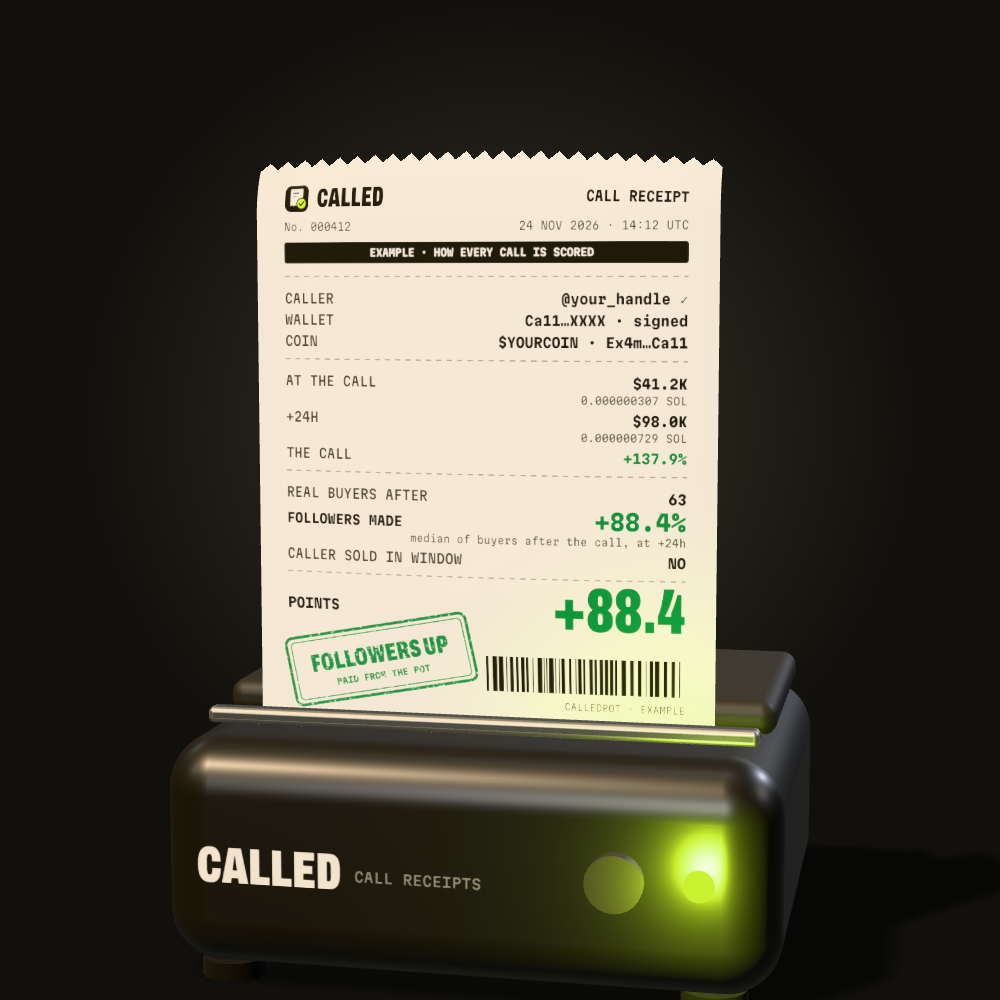 CALLED CALL RECEIPT
No. 000412 24 NOV 2026 · 14:12 UTC
EXAMPLE · HOW EVERY CALL IS SCORED
CALLER @your_handle ✓
WALLET Ca11…XXXX · signed
COIN $YOURCOIN · Ex4m…Ca11
AT THE CALL $41.2K
0.000000307 SOL
+24H $98.0K
0.000000729 SOL
THE CALL +137.9%
REAL BUYERS AFTER 63
FOLLOWERS MADE +88.4%
median of buyers after the call, at +24h
CALLER SOLD IN WINDOW NO
POINTS +88.4
FOLLOWERS UP
PAID FROM THE POT
CALLEDPOT · EXAMPLE
CALLED CALL RECEIPTS